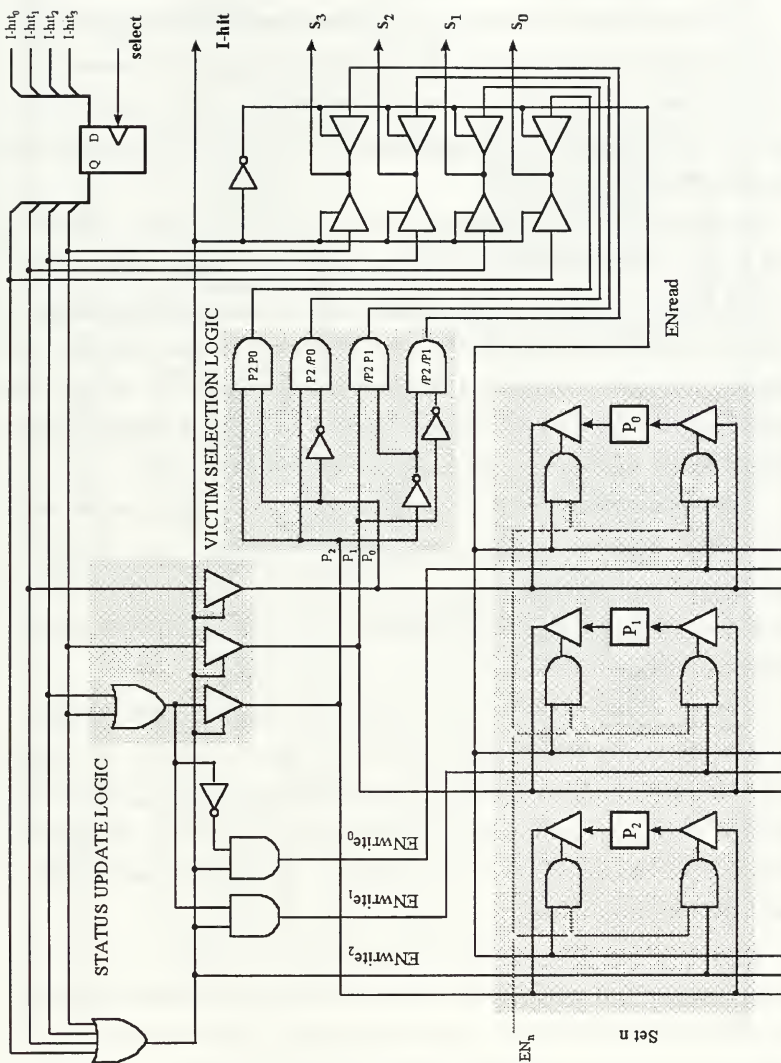 I-hit0
I-hit1
I-hit2
I-hit3
select
D
Q
I-hit
S3
S2
S1
S0
STATUS UPDATE LOGIC
VICTIM SELECTION LOGIC
P2 P0
P2 /P0
/P2 P1
/P2 /P1
P2
P1
P0
ENwrite0
ENwrite1
ENwrite2
ENread
P0
P1
P2
Set n
ENn